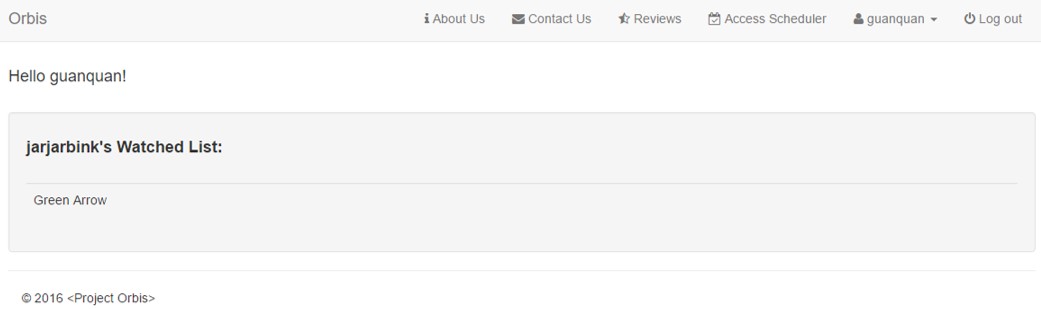 Orbis About Us Contact Us Reviews Access Scheduler guanquan Log out
Hello guanquan!
jarjarbink's Watched List:
Green Arrow
© 2016 <Project Orbis>